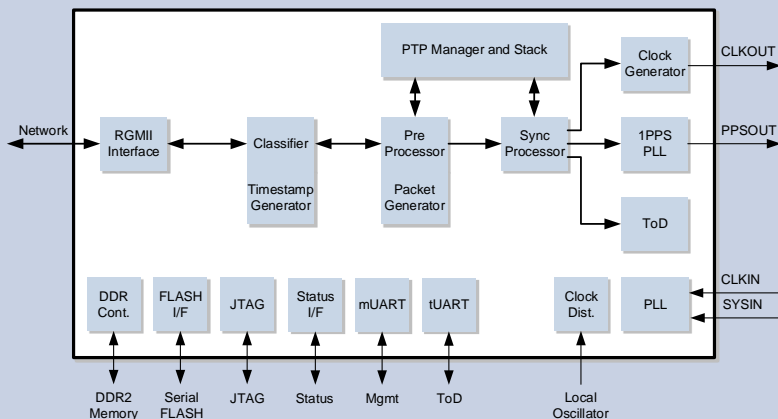 PTP Manager and Stack
Clock
Generator
CLKOUT
Network
RGMII
Interface
Classifier
Timestamp
Generator
Pre
Processor
Packet
Generator
Sync
Processor
1PPS
PLL
PPSOUT
ToD
DDR
Cont.
FLASH
I/F
JTAG
Status
I/F
mUART
tUART
Clock
Dist.
PLL
CLKIN
SYSIN
DDR2
Memory
Serial
FLASH
JTAG
Status
Mgmt
ToD
Local
Oscillator